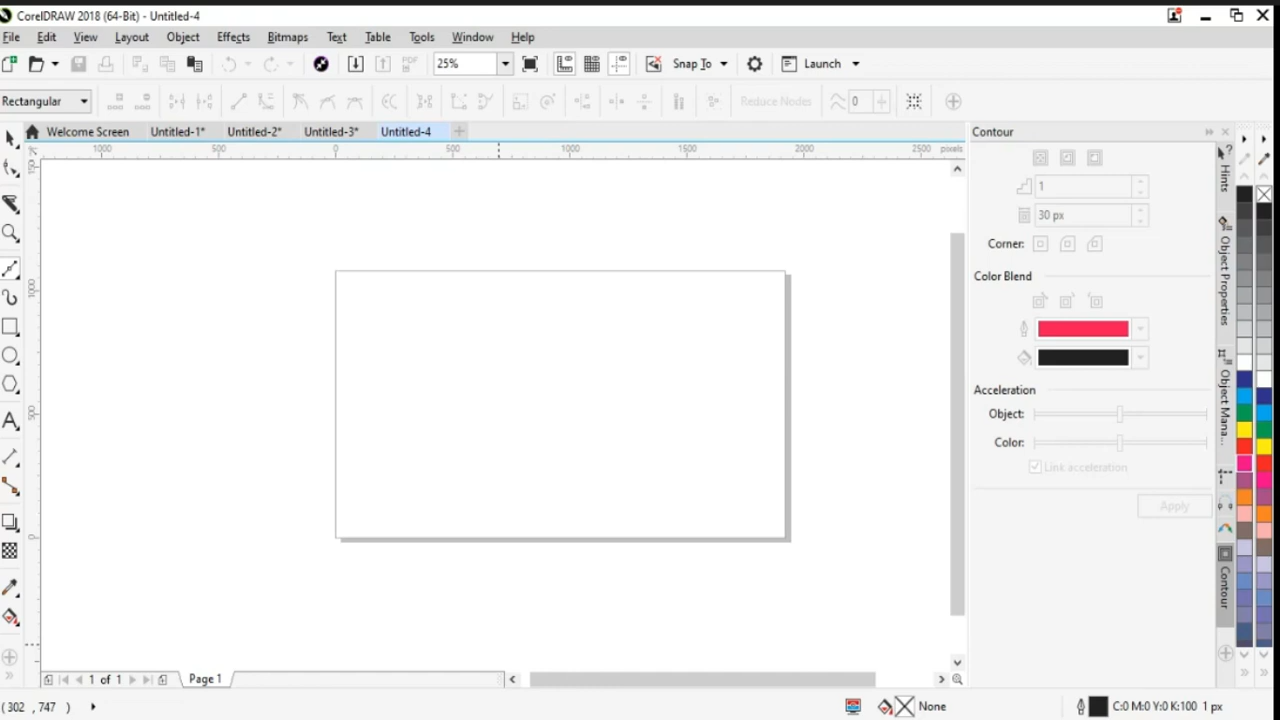 CorelDRAW 2018 (64-Bit) - Untitled-4
File Edit View Layout Object Effects Bitmaps Text Table Tools Window Help
PDF 25% Snap To Launch
Rectangular Reduce Nodes 0
Welcome Screen Untitled-1* Untitled-2* Untitled-3* Untitled-4
1000 500 0 500 1000 1500 2000 2500 pixels
1000
500
0
Contour
1
30 px
Corner:
Color Blend
Acceleration
Object:
Color:
Link acceleration
Apply
Hints
Object Properties
Object Mana...
Contour
1 of 1 Page 1
( 302 , 747 ) None C:0 M:0 Y:0 K:100 1 px